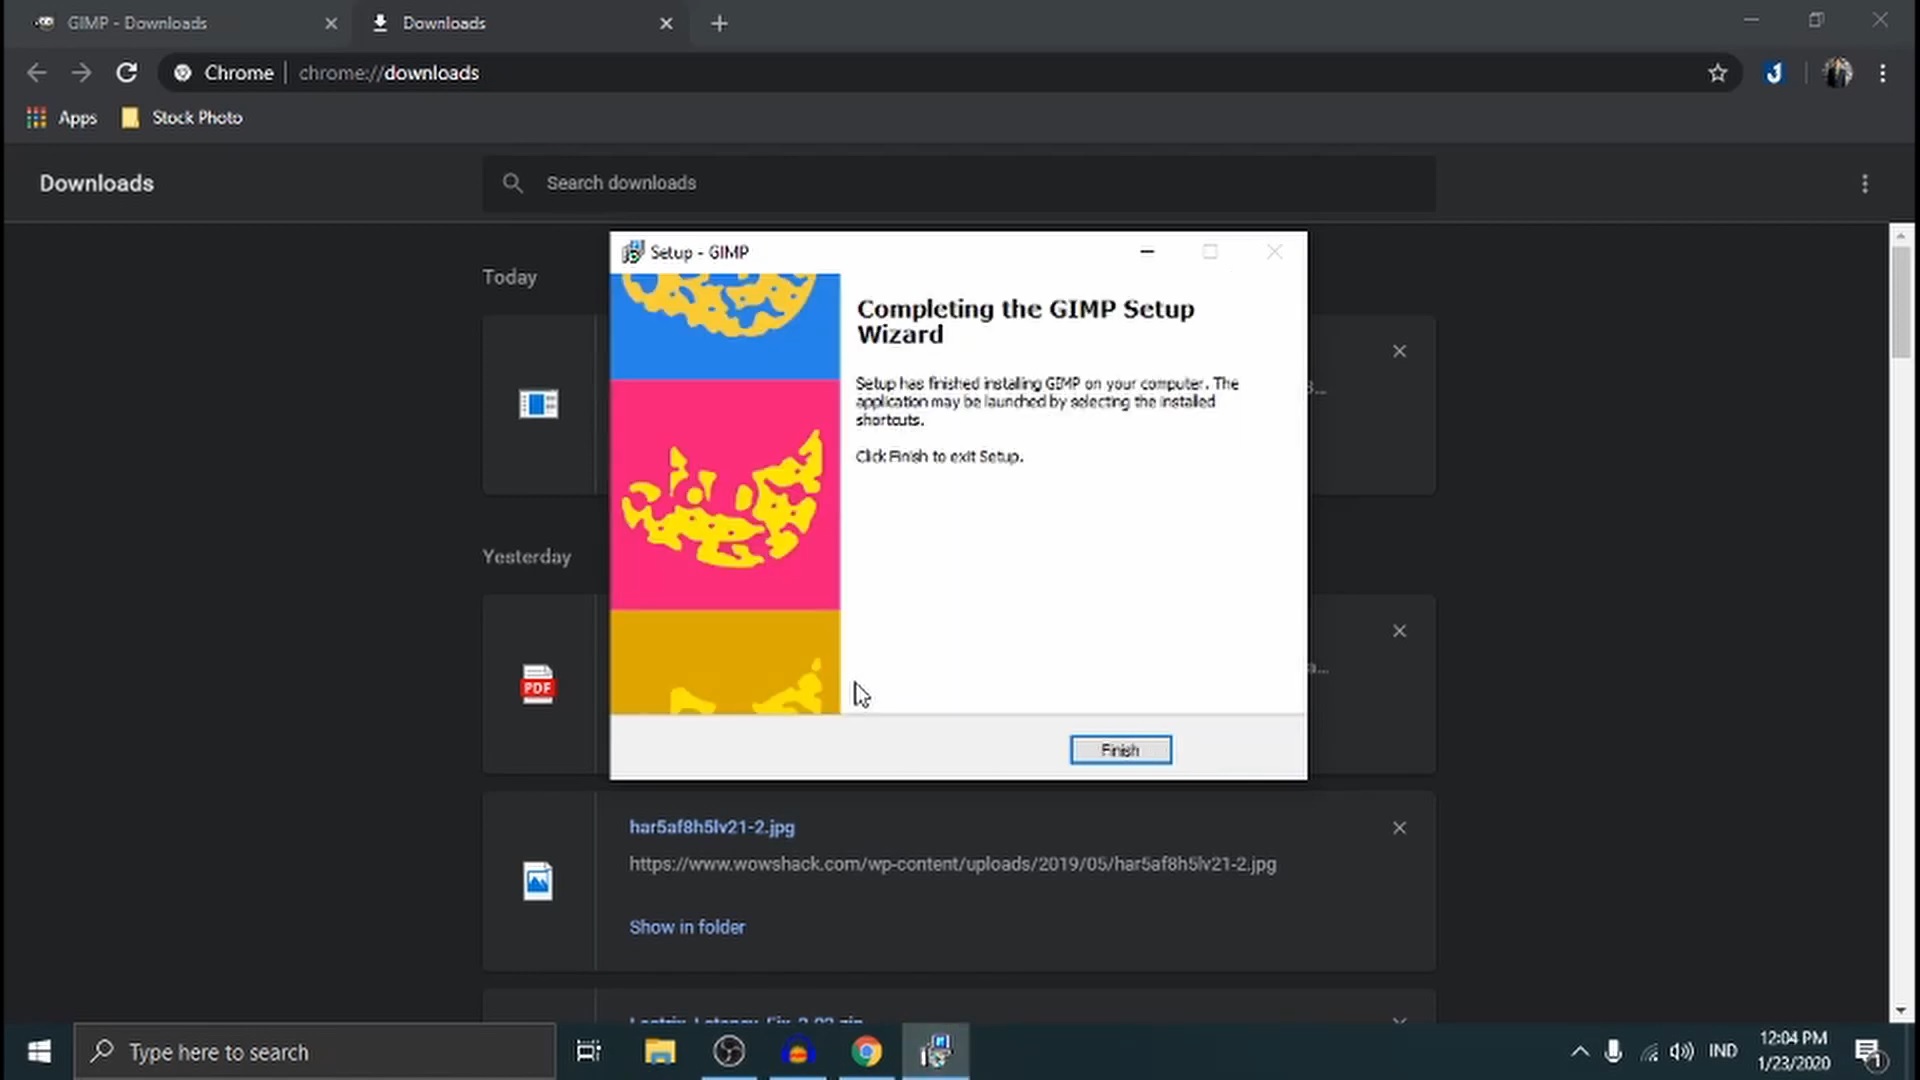 GIMP - Downloads
Downloads
Chrome
chrome://downloads
Apps
Stock Photo
Downloads
Search downloads
Today
Yesterday
Setup - GIMP
Completing the GIMP Setup
Wizard
Setup has finished installing GIMP on your computer. The
application may be launched by selecting the installed
shortcuts.
Click Finish to exit Setup.
Finish
PDF
har5af8h5lv21-2.jpg
https://www.wowshack.com/wp-content/uploads/2019/05/har5af8h5lv21-2.jpg
Show in folder
Type here to search
IND
12:04 PM
1/23/2020
1